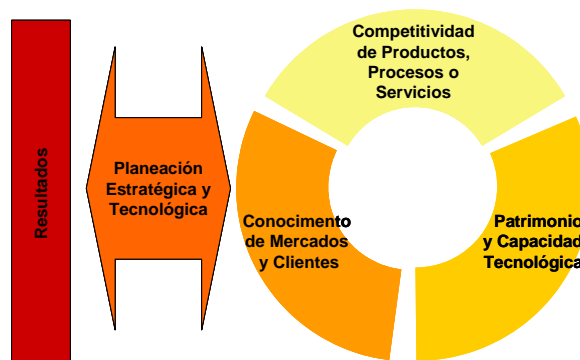 Resultados
Planeación
Estratégica y
Tecnológica
Competitividad
de Productos,
Procesos o
Servicios
Conocimento
de Mercados
y Clientes
Patrimonio
y Capacidad
Tecnológica